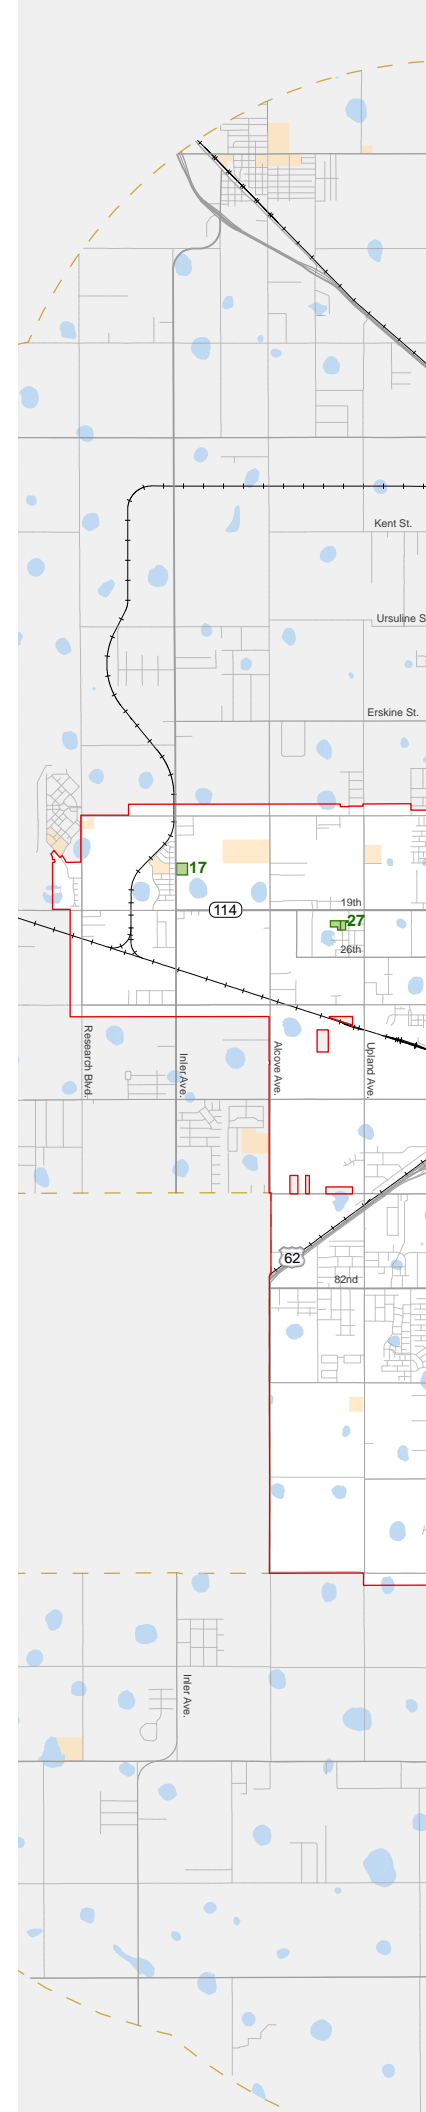 Kent St.
Ursuline S
Erskine St.
17
19th
114
27
26th
Research Blvd.
Inler Ave.
Alcove Ave.
Upland Ave.
62
82nd
Inler Ave.